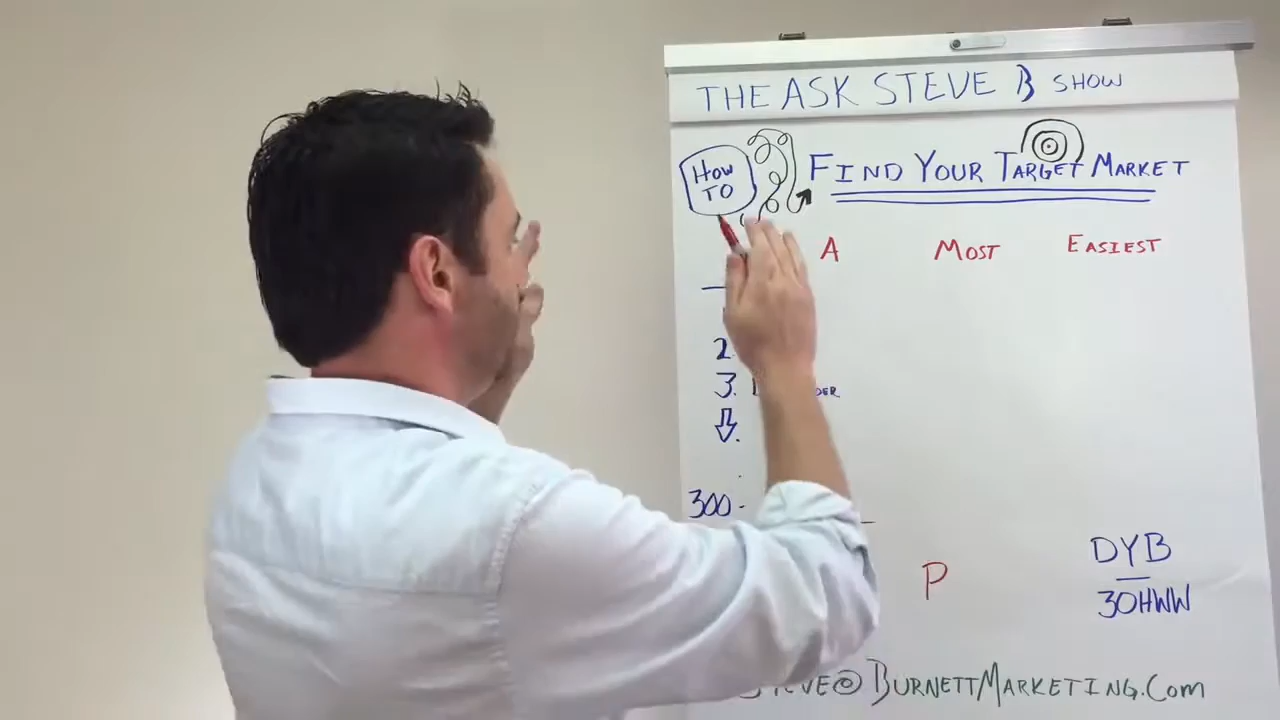 THE ASK STEVE B SHOW
HOW TO
FIND YOUR TARGET MARKET
A MOST EASIEST
2.
3.
300-
P
DYB
30HWW
STEVE@BURNETTMARKETING.COM